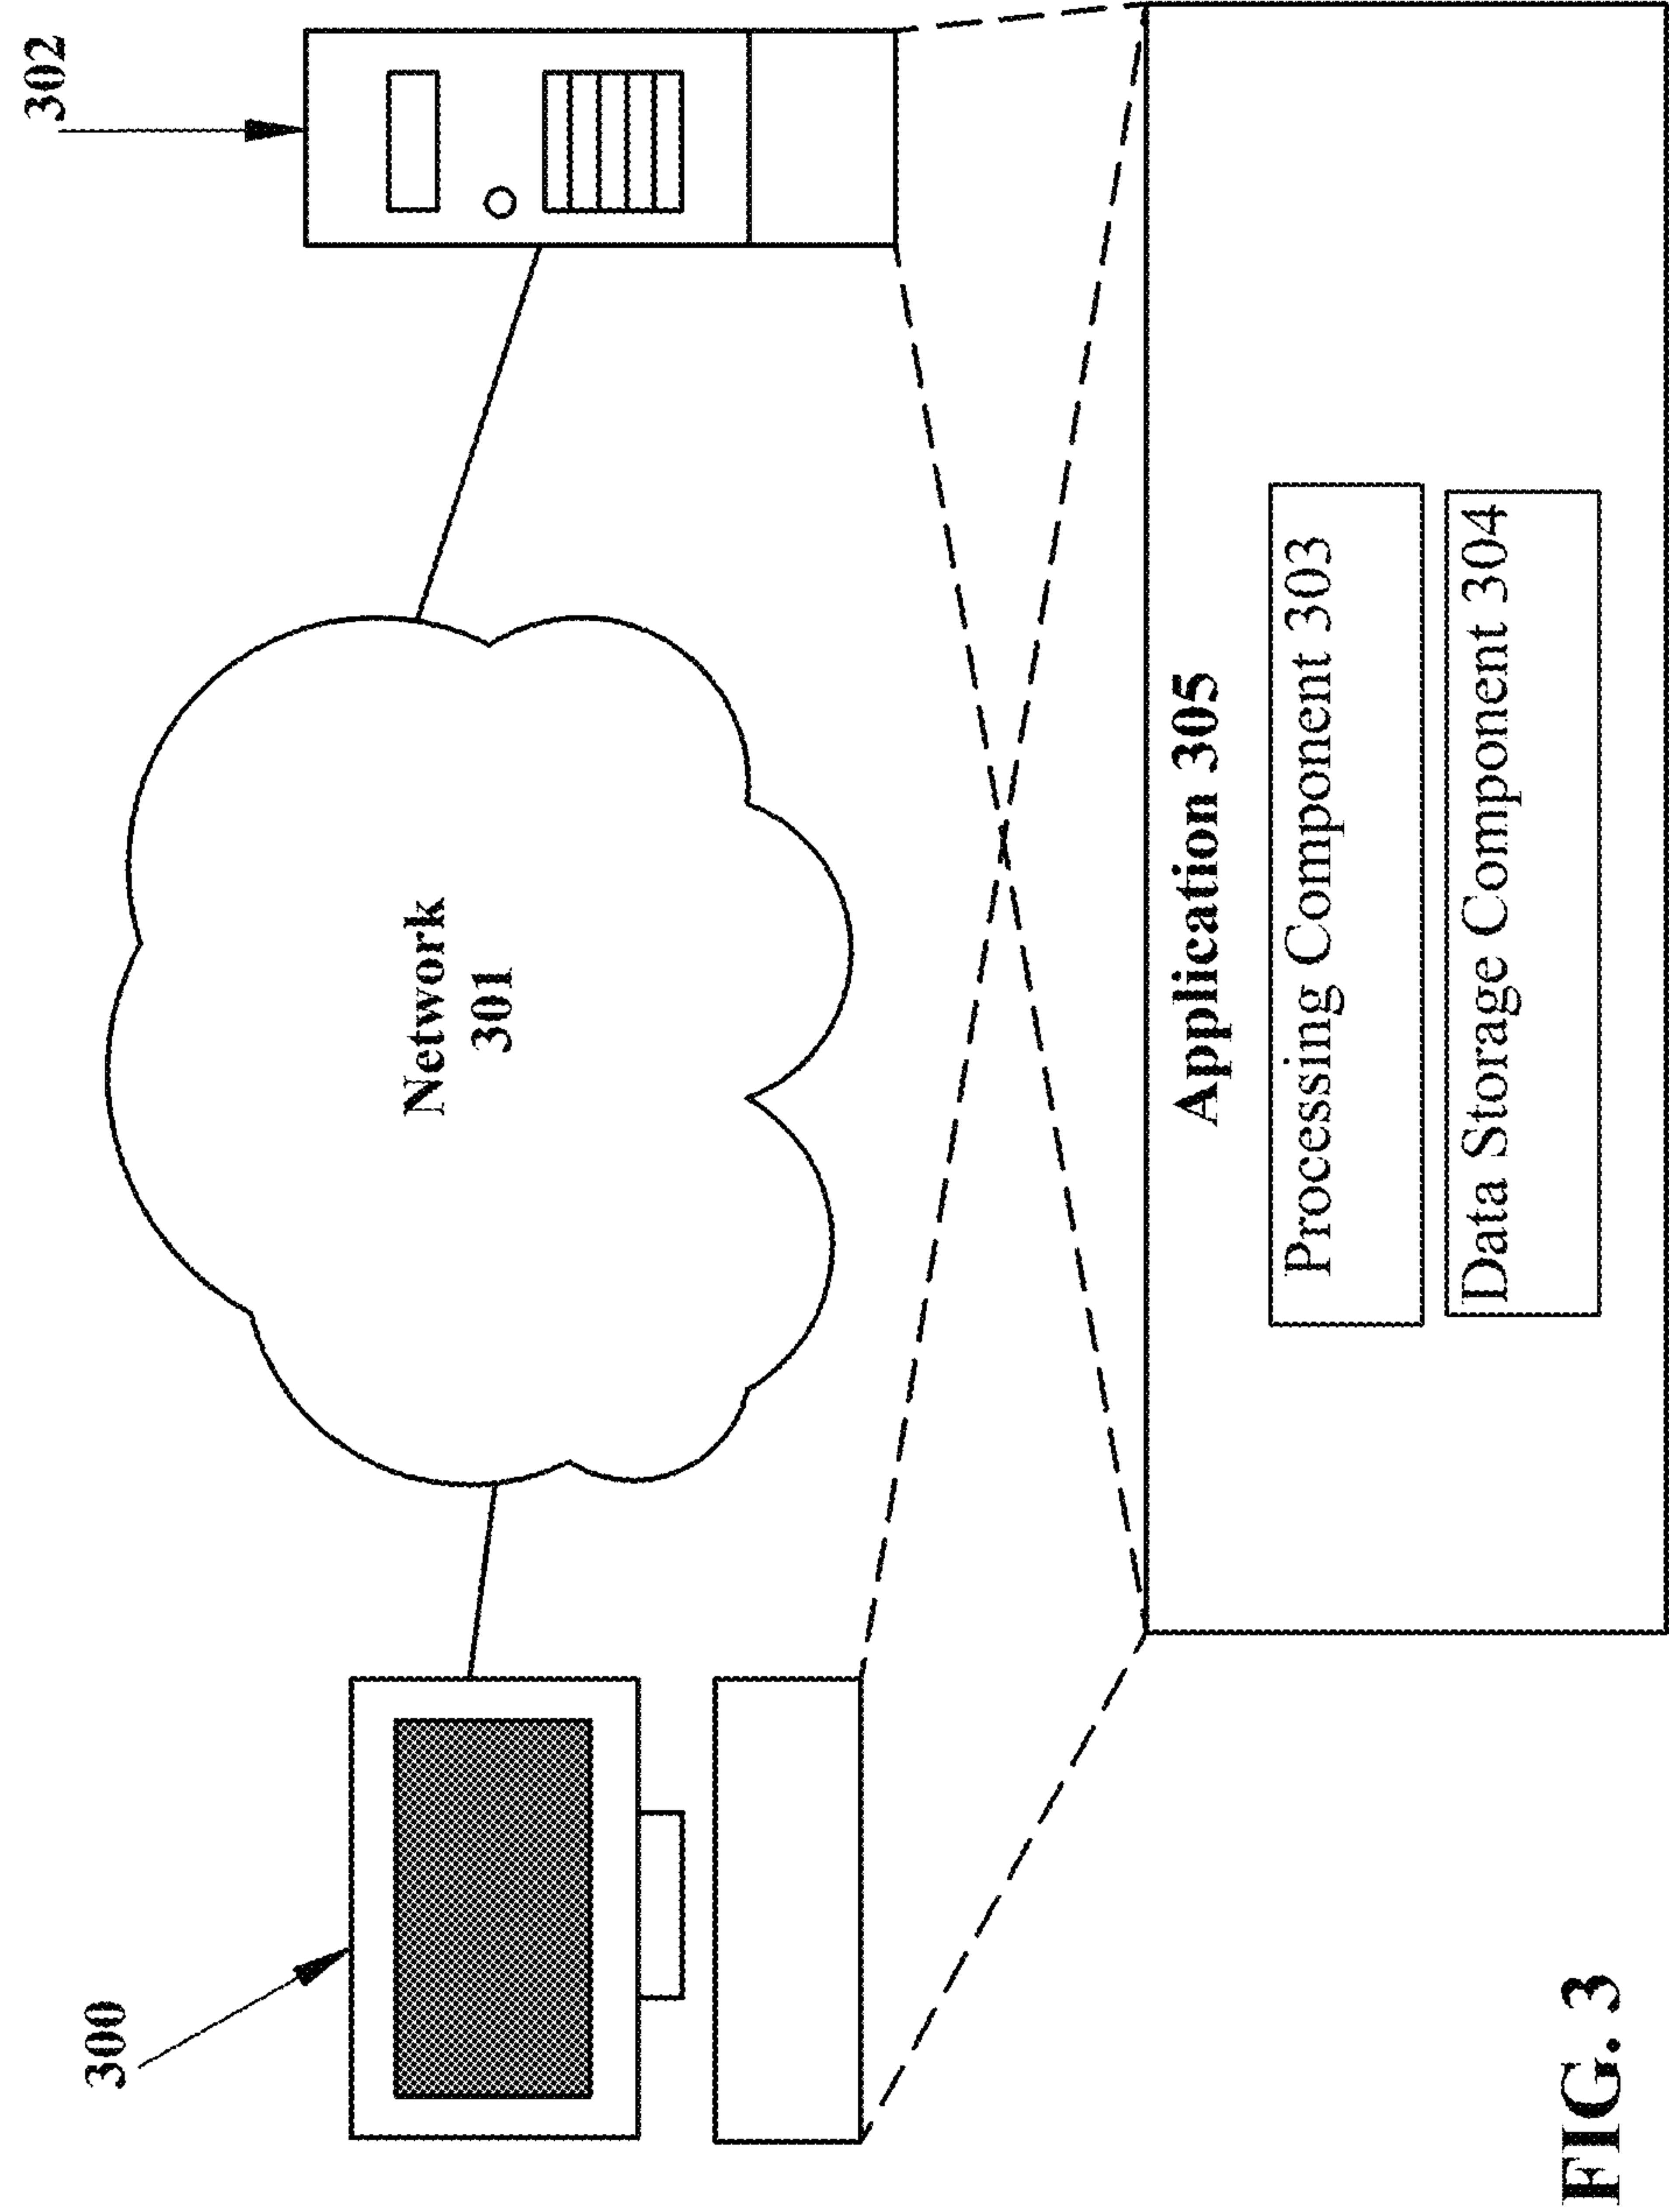 300
302
Network
301
Application 305
Processing Component 303
Data Storage Component 304
FIG. 3